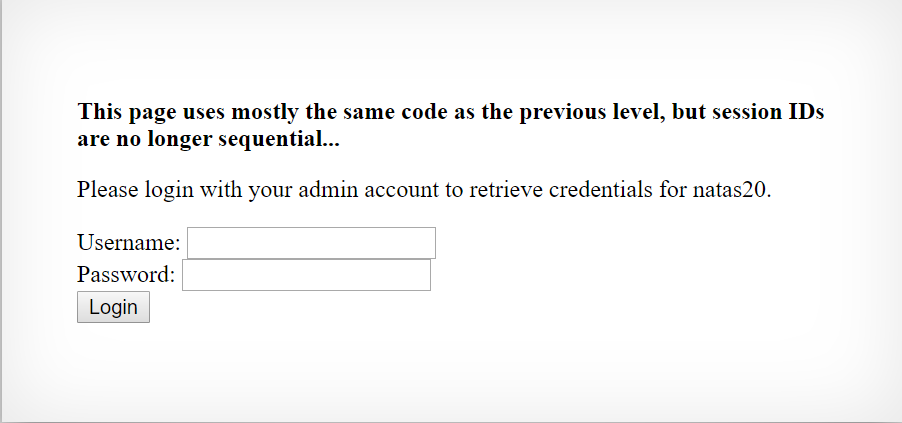 This page uses mostly the same code as the previous level, but session IDs
are no longer sequential...
Please login with your admin account to retrieve credentials for natas20.
Username:
Password:
Login